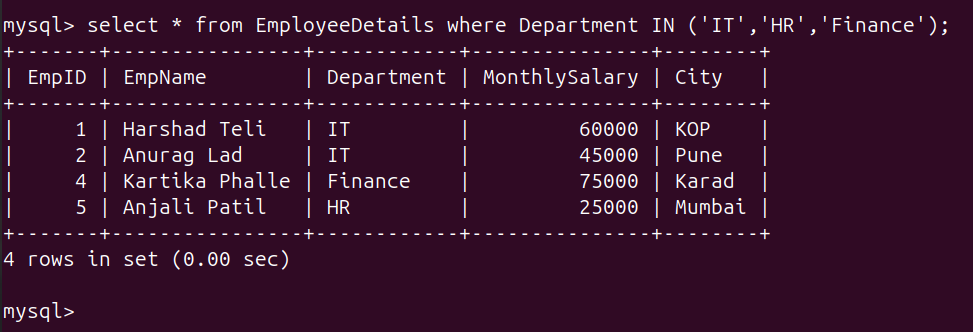 mysql> select * from EmployeeDetails where Department IN ('IT','HR','Finance');
+-------+----------------+------------+---------------+--------+
| EmpID | EmpName        | Department | MonthlySalary | City   |
+-------+----------------+------------+---------------+--------+
|     1 | Harshad Teli   | IT         |         60000 | KOP    |
|     2 | Anurag Lad     | IT         |         45000 | Pune   |
|     4 | Kartika Phalle | Finance    |         75000 | Karad  |
|     5 | Anjali Patil   | HR         |         25000 | Mumbai |
+-------+----------------+------------+---------------+--------+
4 rows in set (0.00 sec)
mysql>